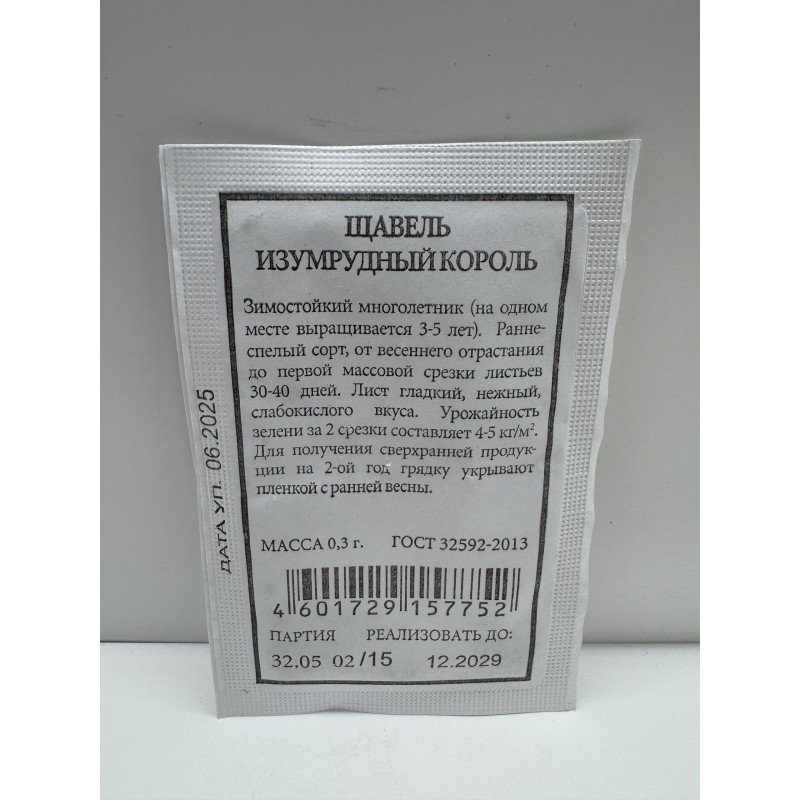 ЩАВЕЛЬ
ИЗУМРУДНЫЙ КОРОЛЬ
Зимостойкий многолетник (на одном
месте выращивается 3-5 лет). Ранне-
спелый сорт, от весеннего отрастания
до первой массовой срезки листьев
30-40 дней. Лист гладкий, нежный,
слабокислого вкуса. Урожайность
зелени за 2 срезки составляет 4-5 кг/м².
Для получения сверхранней продук-
ции на 2-ой год грядку укрывают
пленкой с ранней весны.
МАССА 0,3 г. ГОСТ 32592-2013
4 601729 157752
ПАРТИЯ РЕАЛИЗОВАТЬ ДО:
32.05 02/15 12.2029
ДАТА УП. 06.2025